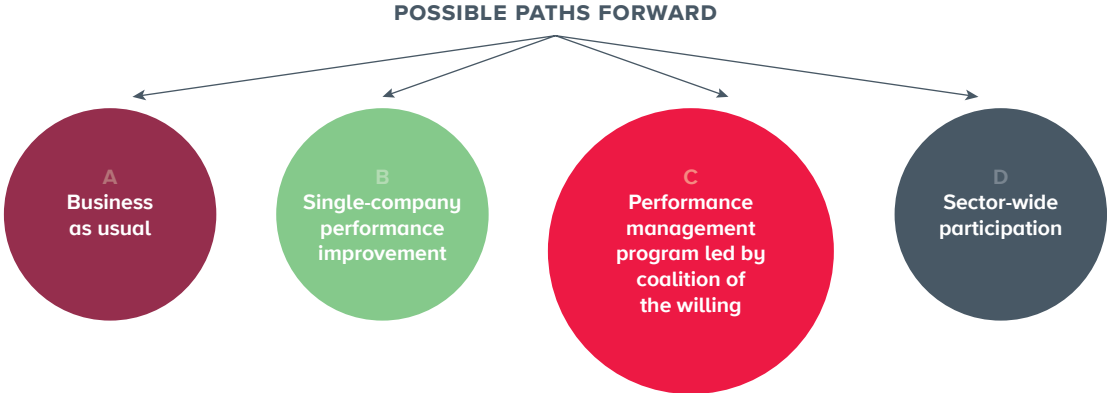 POSSIBLE PATHS FORWARD
A
Business
as usual
B
Single-company
performance
improvement
C
Performance
management
program led by
coalition of
the willing
D
Sector-wide
participation